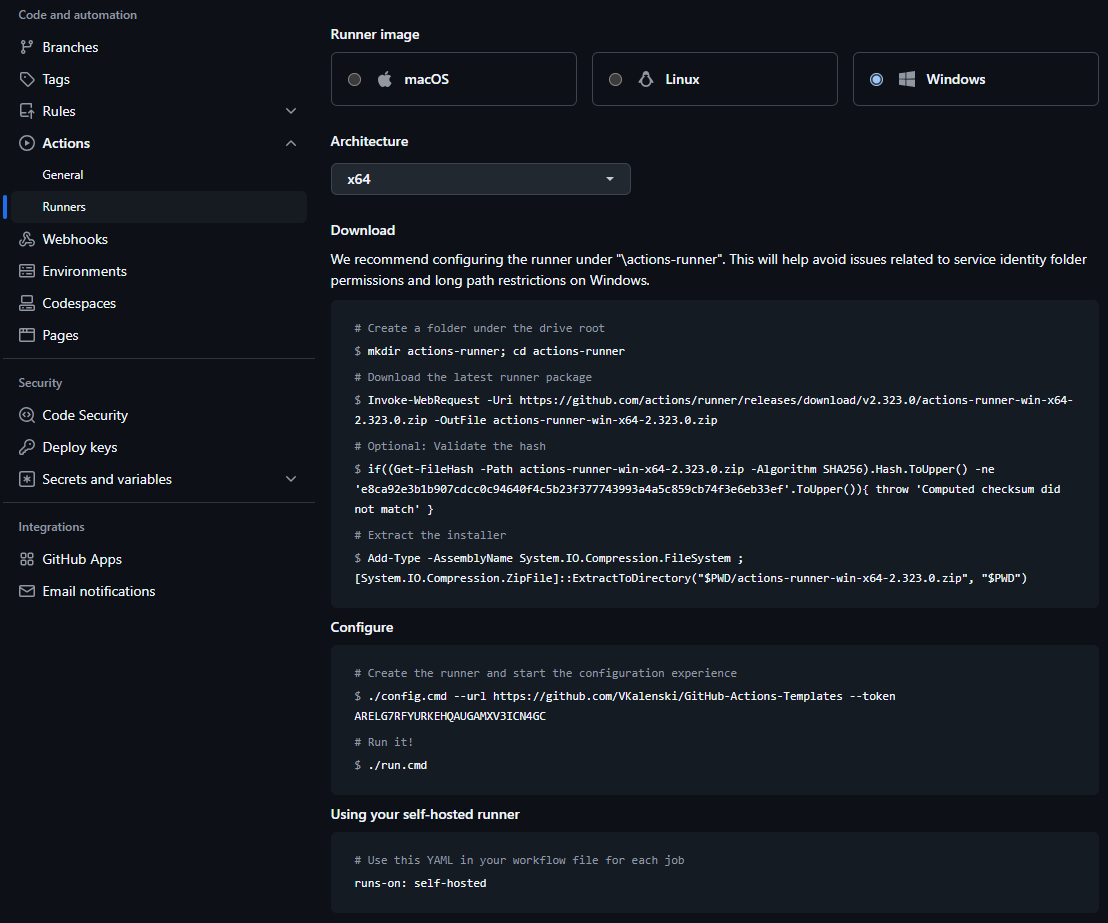 Code and automation
Branches
Tags
Rules
Actions
General
Runners
Webhooks
Environments
Codespaces
Pages
Security
Code Security
Deploy keys
Secrets and variables
Integrations
GitHub Apps
Email notifications
Runner image
macOS
Linux
Windows
Architecture
x64
Download
We recommend configuring the runner under "\actions-runner". This will help avoid issues related to service identity folder
permissions and long path restrictions on Windows.
# Create a folder under the drive root
$ mkdir actions-runner; cd actions-runner
# Download the latest runner package
$ Invoke-WebRequest -Uri https://github.com/actions/runner/releases/download/v2.323.0/actions-runner-win-x64-
2.323.0.zip -OutFile actions-runner-win-x64-2.323.0.zip
# Optional: Validate the hash
$ if((Get-FileHash -Path actions-runner-win-x64-2.323.0.zip -Algorithm SHA256).Hash.ToUpper() -ne
'e8ca92e3b1b907cdcc0c94640f4c5b23f377743993a4a5c859cb74f3e6eb33ef'.ToUpper()){ throw 'Computed checksum did
not match' }
# Extract the installer
$ Add-Type -AssemblyName System.IO.Compression.FileSystem ;
[System.IO.Compression.ZipFile]::ExtractToDirectory("$PWD/actions-runner-win-x64-2.323.0.zip", "$PWD")
Configure
# Create the runner and start the configuration experience
$ ./config.cmd --url https://github.com/VKalenski/GitHub-Actions-Templates --token
ARELG7RFYURKEHQAUGAMXV3ICN4GC
# Run it!
$ ./run.cmd
Using your self-hosted runner
# Use this YAML in your workflow file for each job
runs-on: self-hosted